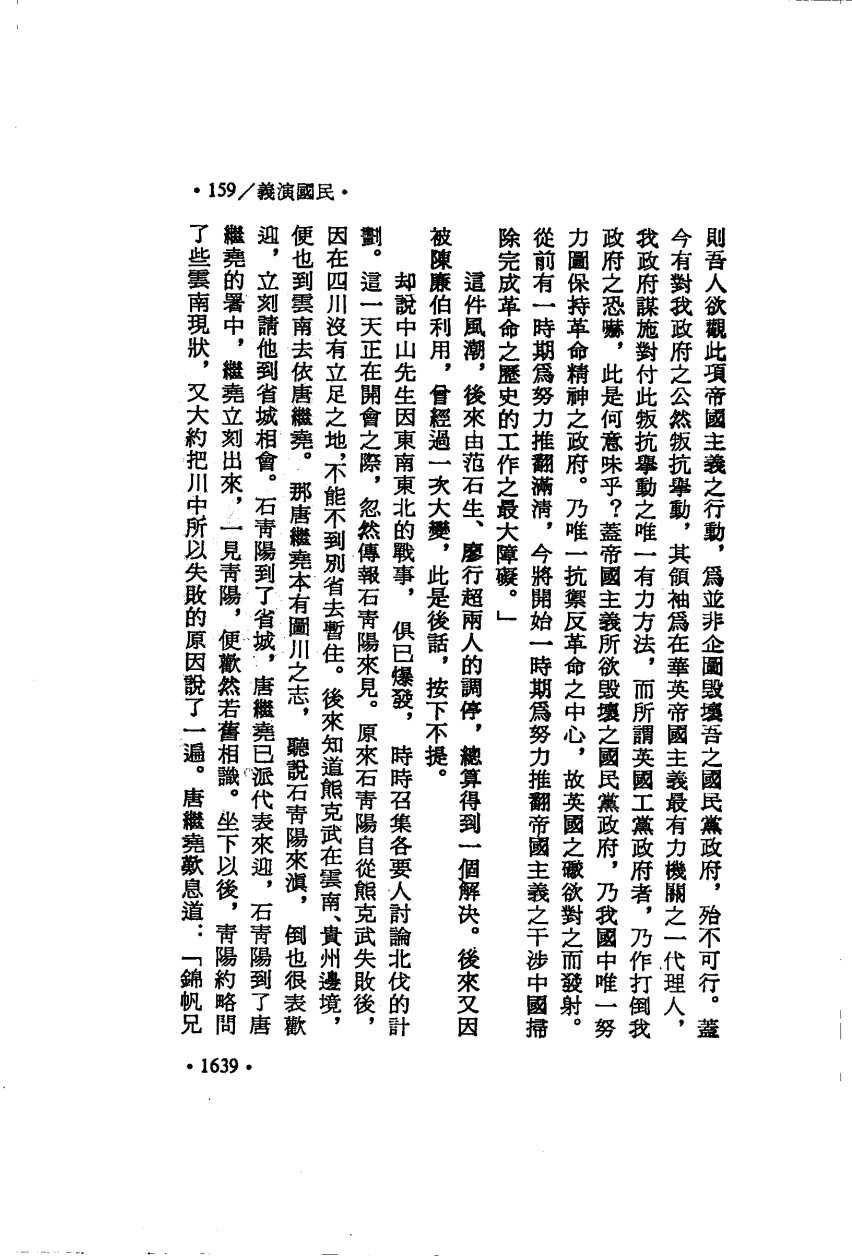 ·159／義演國民·
則吾人欲觀此項帝國主義之行動，爲並非企圖毀壞吾之國民黨政府，殆不可行。蓋
今有對我政府之公然叛抗舉動，其領袖爲在華英帝國主義最有力機關之一代理人，
我政府謀施對付此叛抗舉動之唯一有力方法，而所謂英國工黨政府者，乃作打倒我
政府之恐嚇，此是何意味乎？蓋帝國主義所欲毀壞之國民黨政府，乃我國中唯一努
力圖保持革命精神之政府。乃唯一抗禦反革命之中心，故英國之礮欲對之而發射。
從前有一時期爲努力推翻滿清，今將開始一時期爲努力推翻帝國主義之干涉中國掃
除完成革命之歷史的工作之最大障礙。」
這件風潮，後來由范石生、廖行超兩人的調停，總算得到一個解決。後來又因
被陳廉伯利用，曾經過一次大變，此是後話，按下不提。
却說中山先生因東南東北的戰事，俱已爆發，時時召集各要人討論北伐的計
劃。這一天正在開會之際，忽然傳報石青陽來見。原來石青陽自從熊克武失敗後，
因在四川沒有立足之地，不能不到別省去暫住。後來知道熊克武在雲南、貴州邊境，
便也到雲南去依唐繼堯。那唐繼堯本有圖川之志，聽說石青陽來滇，倒也很表歡
迎，立刻請他到省城相會。石青陽到了省城，唐繼堯已派代表來迎，石青陽到了唐
繼堯的署中，繼堯立刻出來，一見青陽，便歡然若舊相識。坐下以後，青陽約略問
了些雲南現狀，又大約把川中所以失敗的原因說了一遍。唐繼堯歎息道：「錦帆兄
·1639·